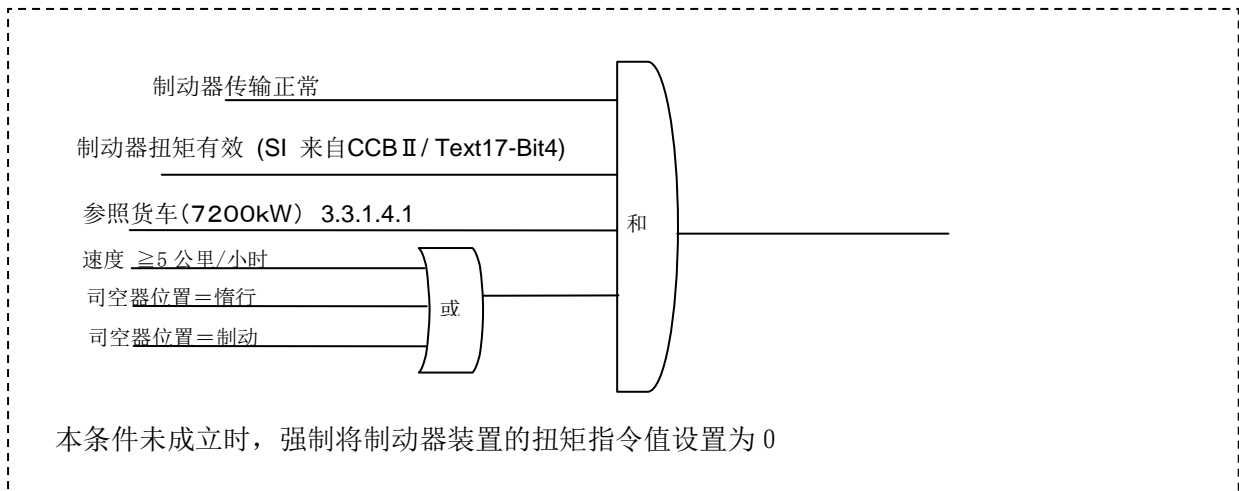 制动器传输正常
制动器扭矩有效 (SI 来自CCBⅡ/ Text17-Bit4)
参照货车(7200kW) 3.3.1.4.1
和
速度 ≧5 公里/小时
司空器位置＝惰行
或
司空器位置＝制动
本条件未成立时，强制将制动器装置的扭矩指令值设置为 0